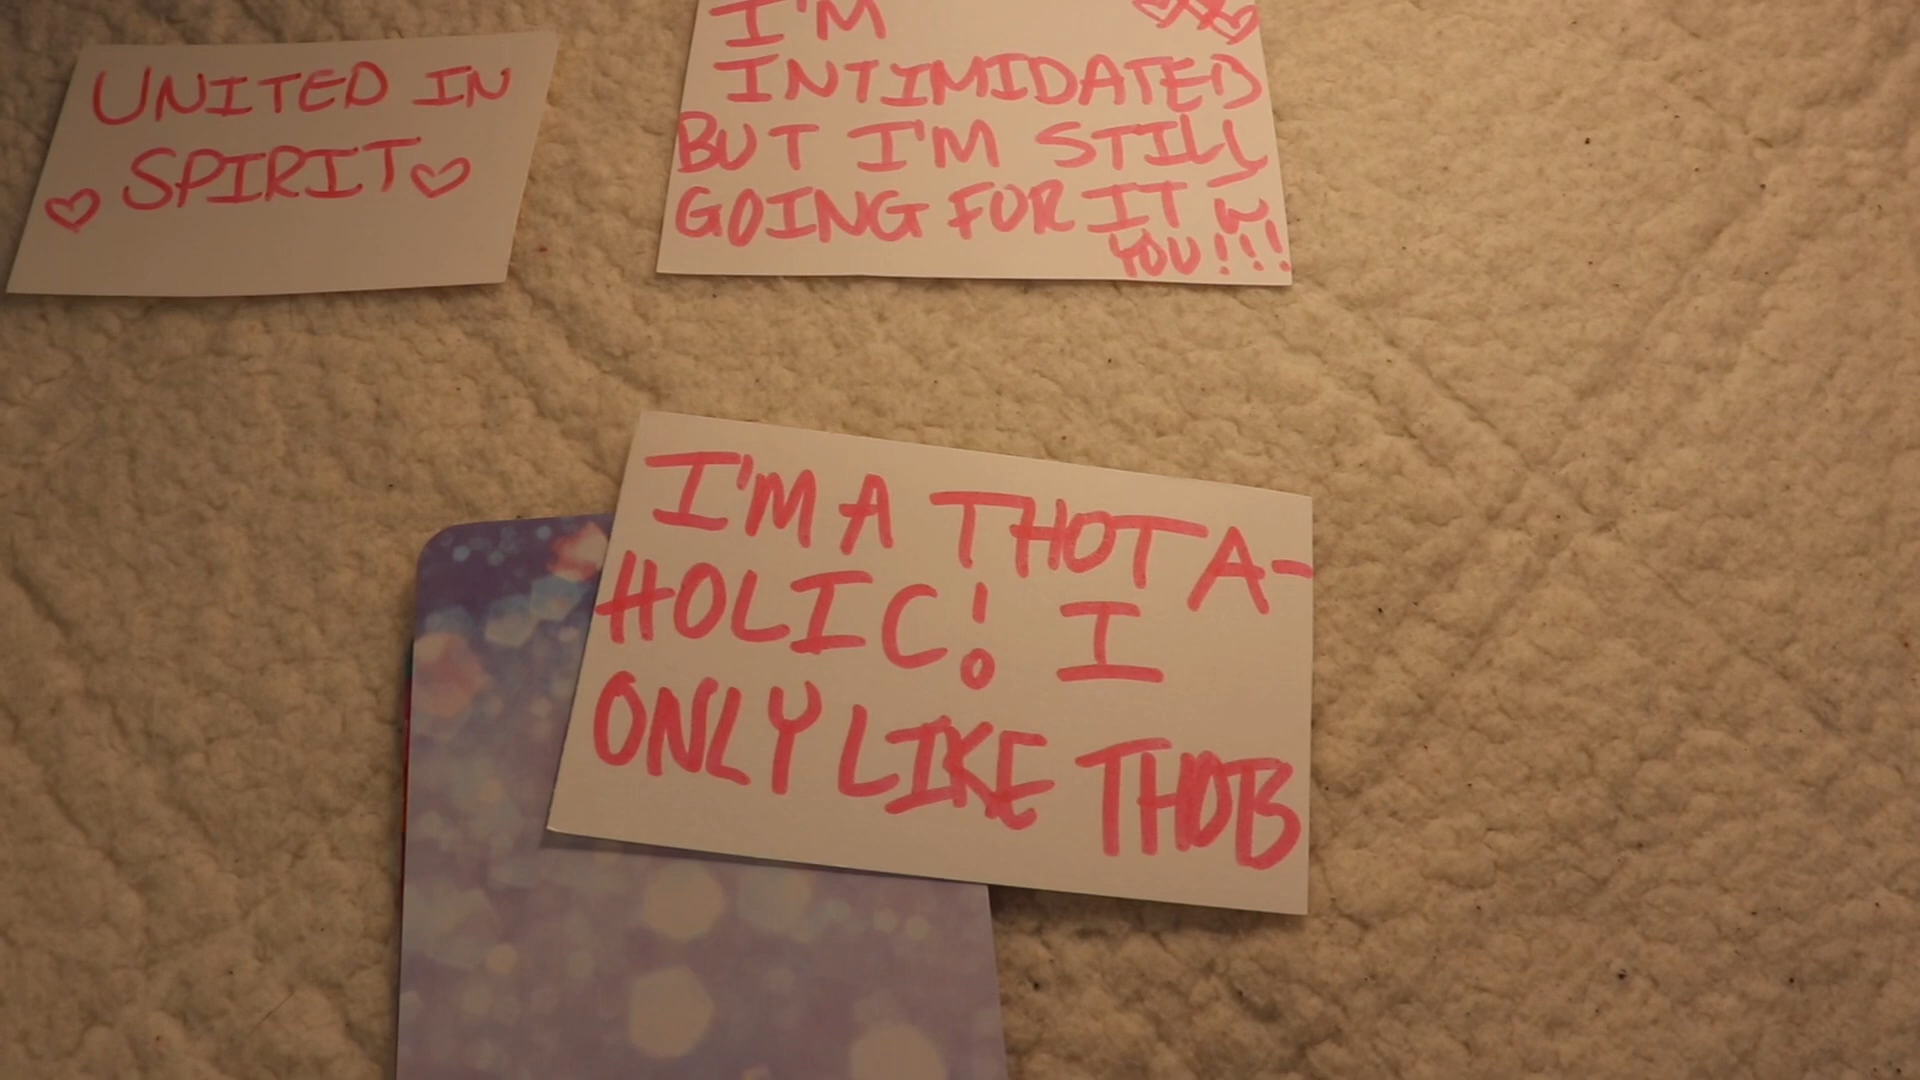 UNITED IN
SPIRIT
I'M
INTIMIDATED
BUT I'M STILL
GOING FOR IT W
YOU!!!
I'M A THOT A-
HOLIC! I
ONLY LIKE THOB